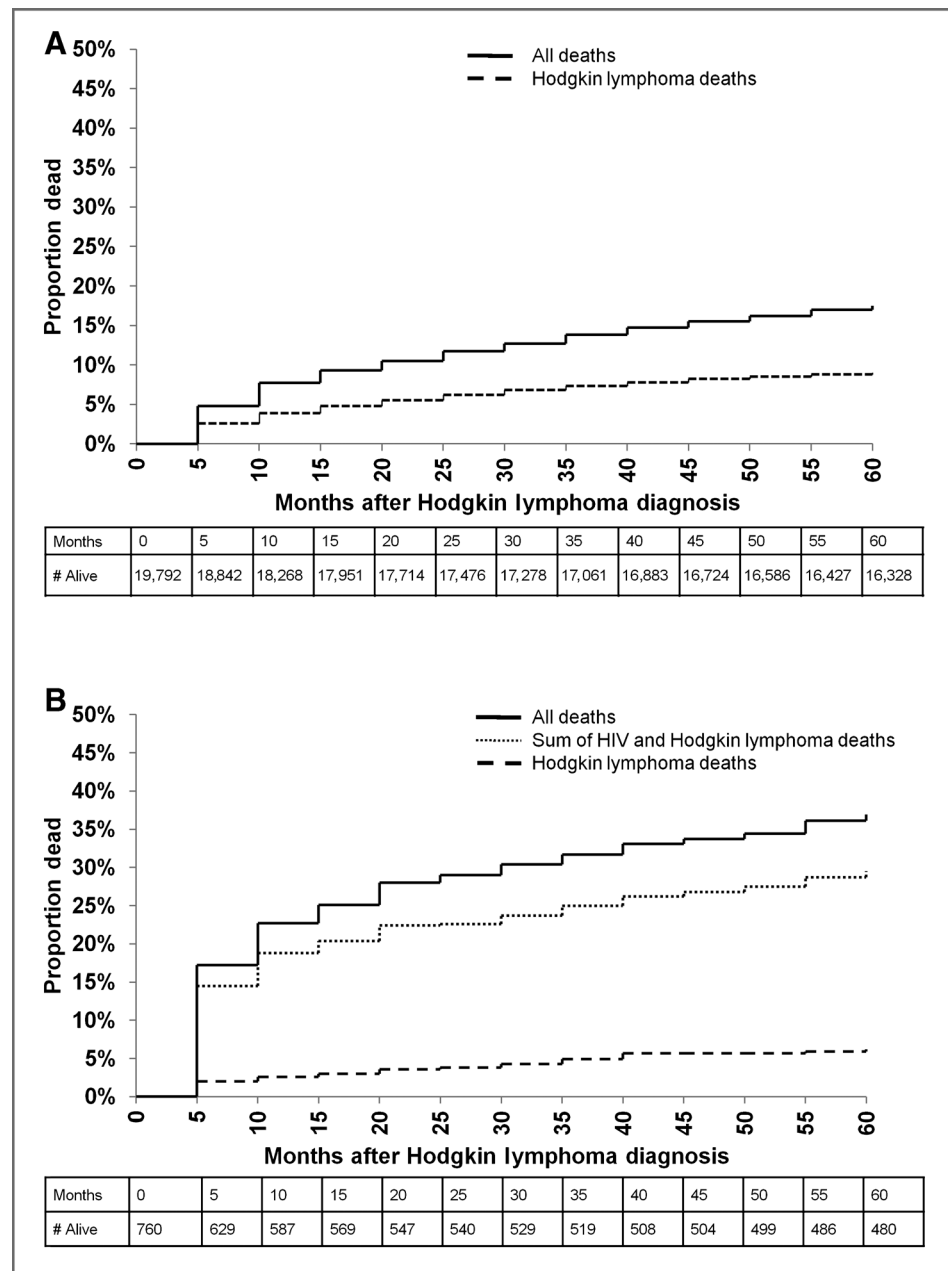 A
50%
All deaths
Hodgkin lymphoma deaths
45%
40%
35%
30%
25%
20%
15%
10%
5%
0%
Proportion dead
0 5 10 15 20 25 30 35 40 45 50 55 60
Months after Hodgkin lymphoma diagnosis
Months 0 5 10 15 20 25 30 35 40 45 50 55 60
# Alive 19,792 18,842 18,268 17,951 17,714 17,476 17,278 17,061 16,883 16,724 16,586 16,427 16,328
B
50%
All deaths
Sum of HIV and Hodgkin lymphoma deaths
Hodgkin lymphoma deaths
45%
40%
35%
30%
25%
20%
15%
10%
5%
0%
Proportion dead
0 5 10 15 20 25 30 35 40 45 50 55 60
Months after Hodgkin lymphoma diagnosis
Months 0 5 10 15 20 25 30 35 40 45 50 55 60
# Alive 760 629 587 569 547 540 529 519 508 504 499 486 480